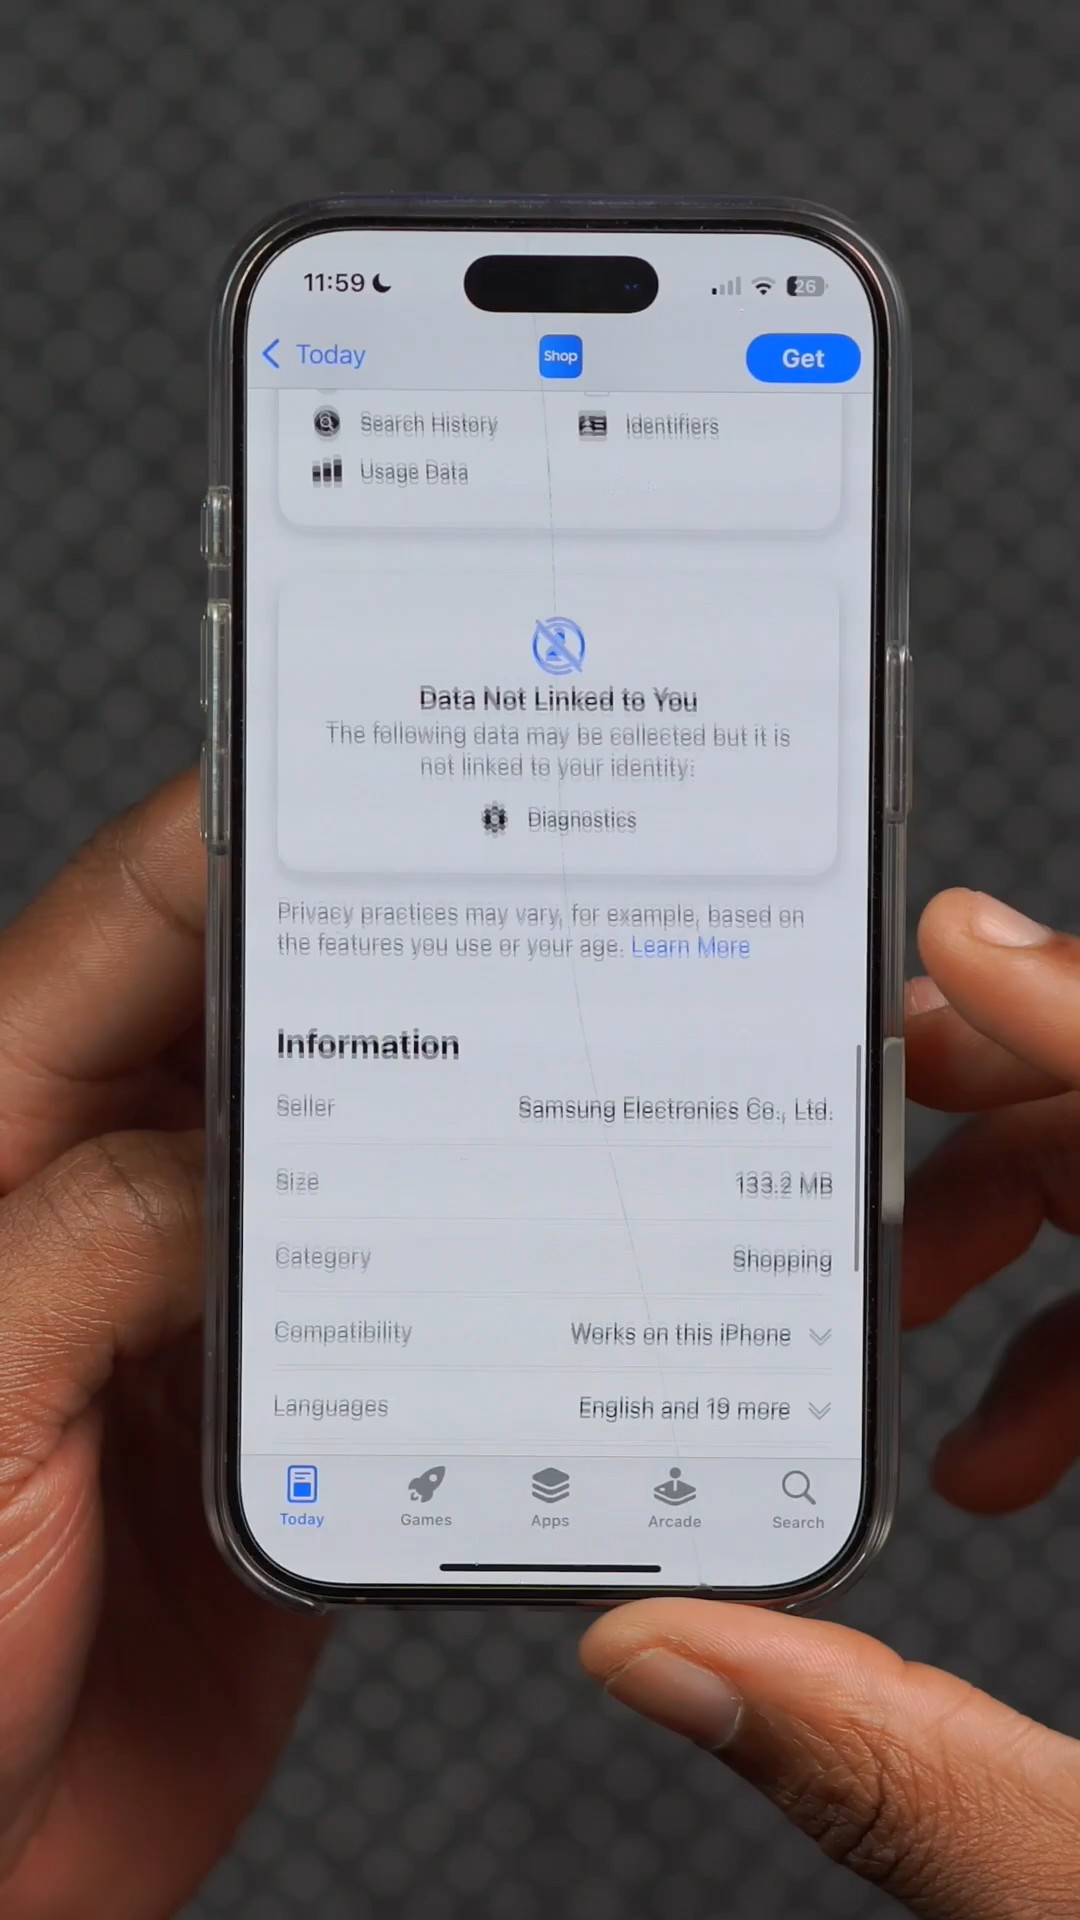 11:59
26
Today
Shop
Get
Search History
Identifiers
Usage Data
Data Not Linked to You
The following data may be collected but it is
not linked to your identity:
Diagnostics
Privacy practices may vary, for example, based on
the features you use or your age. Learn More
Information
Seller
Samsung Electronics Co., Ltd.
Size
133.2 MB
Category
Shopping
Compatibility
Works on this iPhone
Languages
English and 19 more
Today
Games
Apps
Arcade
Search